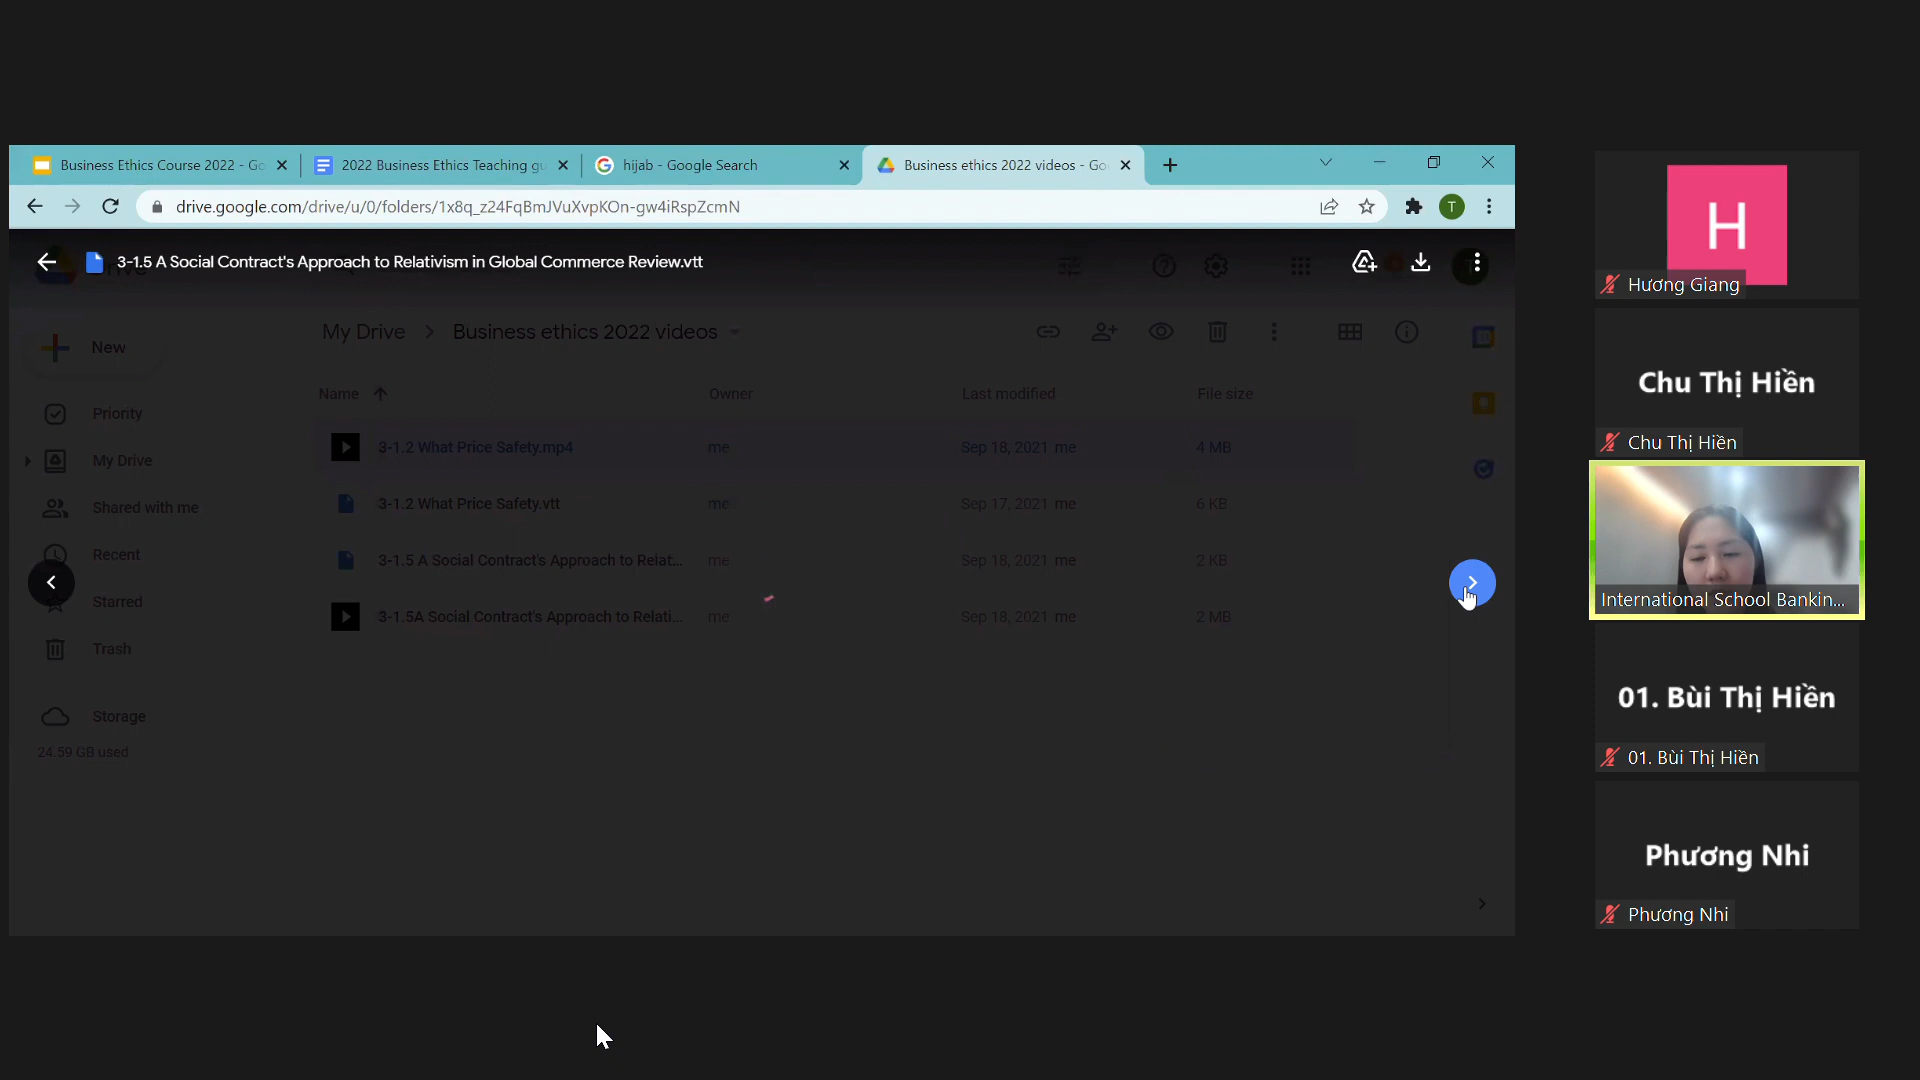 Business Ethics Course 2022 - Go
2022 Business Ethics Teaching gu
hijab - Google Search
Business ethics 2022 videos - Go
drive.google.com/drive/u/0/folders/1x8q_z24FqBmJVuXvpKOn-gw4iRspZcmN
T
3-1.5 A Social Contract's Approach to Relativism in Global Commerce Review.vtt
New
My Drive > Business ethics 2022 videos
Name Owner Last modified File size
Priority
My Drive
Shared with me
Recent
Starred
Trash
Storage
24.59 GB used
3-1.2 What Price Safety.mp4 me Sep 18, 2021 me 4 MB
3-1.2 What Price Safety.vtt me Sep 17, 2021 me 6 KB
3-1.5 A Social Contract's Approach to Relat... me Sep 18, 2021 me 2 KB
3-1.5A Social Contract's Approach to Relati... me Sep 18, 2021 me 2 MB
H
Hương Giang
Chu Thị Hiền
Chu Thị Hiền
International School Bankin...
01. Bùi Thị Hiền
01. Bùi Thị Hiền
Phương Nhi
Phương Nhi